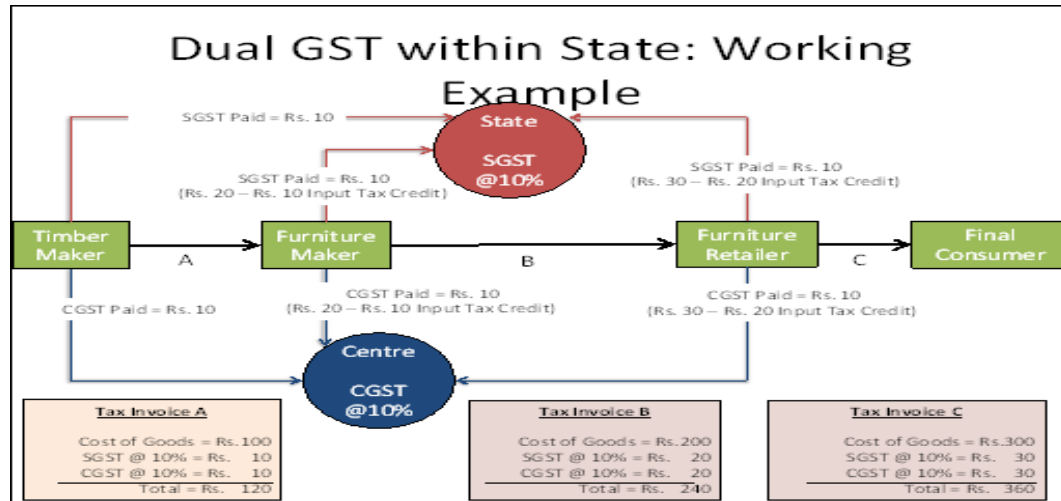 Dual GST within State: Working
Example
SGST Paid = Rs. 10
State
SGST
@10%
SGST Paid = Rs. 10
(Rs. 20 – Rs. 10 Input Tax Credit)
SGST Paid = Rs. 10
(Rs. 30 – Rs. 20 Input Tax Credit)
Timber
Maker
A
Furniture
Maker
B
Furniture
Retailer
C
Final
Consumer
CGST Paid = Rs. 10
CGST Paid = Rs. 10
(Rs. 20 – Rs. 10 Input Tax Credit)
CGST Paid = Rs. 10
(Rs. 30 – Rs. 20 Input Tax Credit)
Centre
CGST
@10%
Tax Invoice A
Cost of Goods = Rs.100
SGST @ 10% = Rs. 10
CGST @ 10% = Rs. 10
Total = Rs. 120
Tax Invoice B
Cost of Goods = Rs.200
SGST @ 10% = Rs. 20
CGST @ 10% = Rs. 20
Total = Rs. 240
Tax Invoice C
Cost of Goods = Rs.300
SGST @ 10% = Rs. 30
CGST @ 10% = Rs. 30
Total = Rs. 360